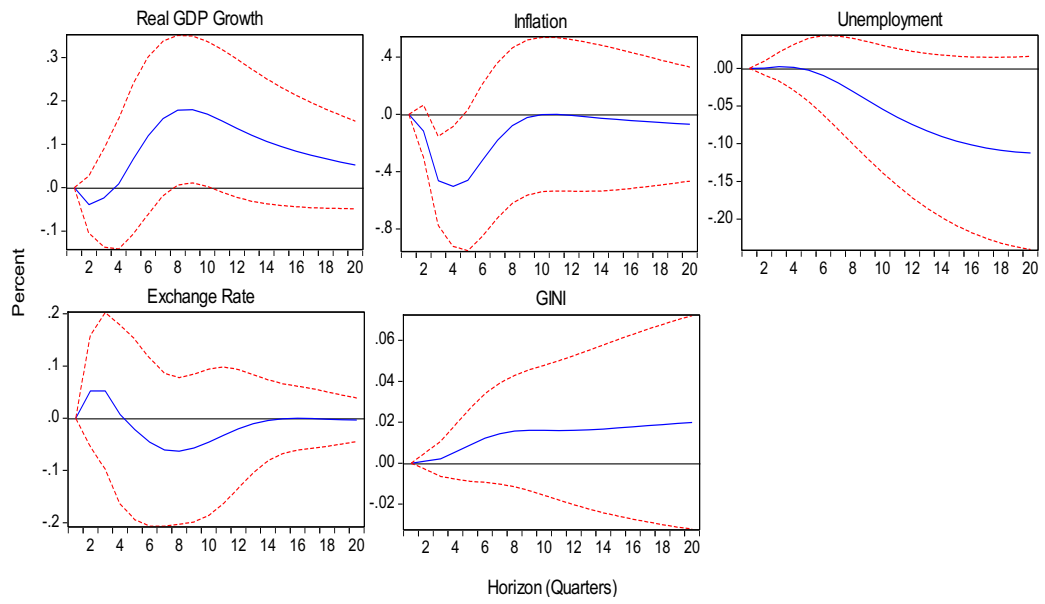 Real GDP Growth
.3
.2
.1
.0
-.1
2 4 6 8 10 12 14 16 18 20
Inflation
.4
.0
-.4
-.8
2 4 6 8 10 12 14 16 18 20
Unemployment
.00
-.05
-.10
-.15
-.20
2 4 6 8 10 12 14 16 18 20
Percent
Exchange Rate
.2
.1
.0
-.1
-.2
2 4 6 8 10 12 14 16 18 20
GINI
.06
.04
.02
.00
-.02
2 4 6 8 10 12 14 16 18 20
Horizon (Quarters)